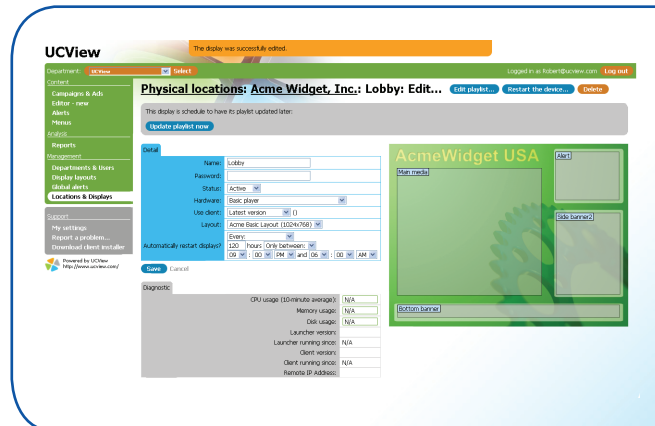 UCView
The display was successfully edited.
Department: UCView Select
Logged in as Robert@ucview.com Log out
Content
Campaigns & Ads
Editor - new
Alerts
Menus
Analysis
Reports
Management
Departments & Users
Display layouts
Global alerts
Locations & Displays
Support
My settings
Report a problem...
Download client installer
Powered by UCView
http://www.ucview.com/
Physical locations: Acme Widget, Inc.: Lobby: Edit... Edit playlist... Restart the device... Delete
This display is schedule to have its playlist updated later.
Update playlist now
Detail
Name: Lobby
Password:
Status: Active
Hardware: Basic player
Use client: Latest version ()
Layout: Acme Basic Layout (1024x768)
Automatically restart displays? Every:
120 hours Only between:
09 : 00 PM and 06 : 00 AM
Save Cancel
Diagnostic
CPU usage (10-minute average): N/A
Memory usage: N/A
Disk usage: N/A
Launcher version:
Launcher running since: N/A
Client version:
Client running since: N/A
Remote IP Address:
AcmeWidget USA
Alert
Main media
Side banner2
Bottom banner